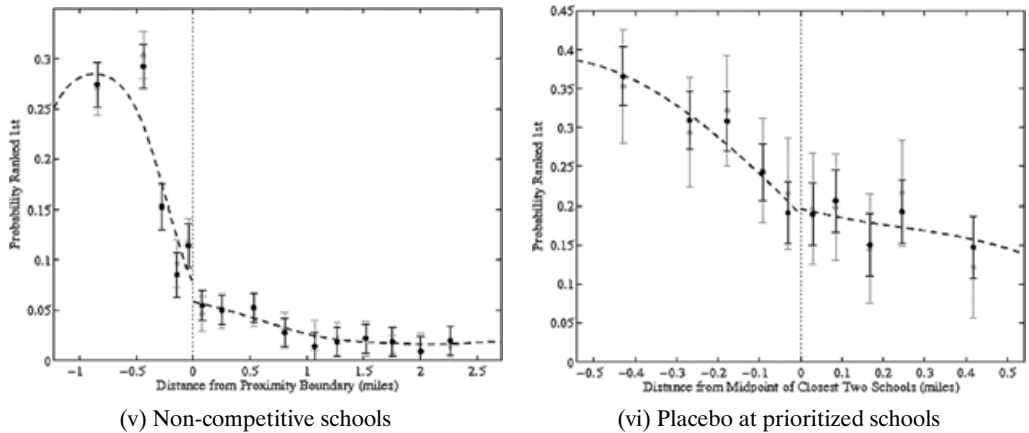 Probability Ranked 1st
0.3
0.25
0.2
0.15
0.1
0.05
0
-1 -0.5 0 0.5 1 1.5 2 2.5
Distance from Proximity Boundary (miles)
(v) Non-competitive schools
Probability Ranked 1st
0.45
0.4
0.35
0.3
0.25
0.2
0.15
0.1
0.05
0
-0.5 -0.4 -0.3 -0.2 -0.1 0 0.1 0.2 0.3 0.4 0.5
Distance from Midpoint of Closest Two Schools (miles)
(vi) Placebo at prioritized schools